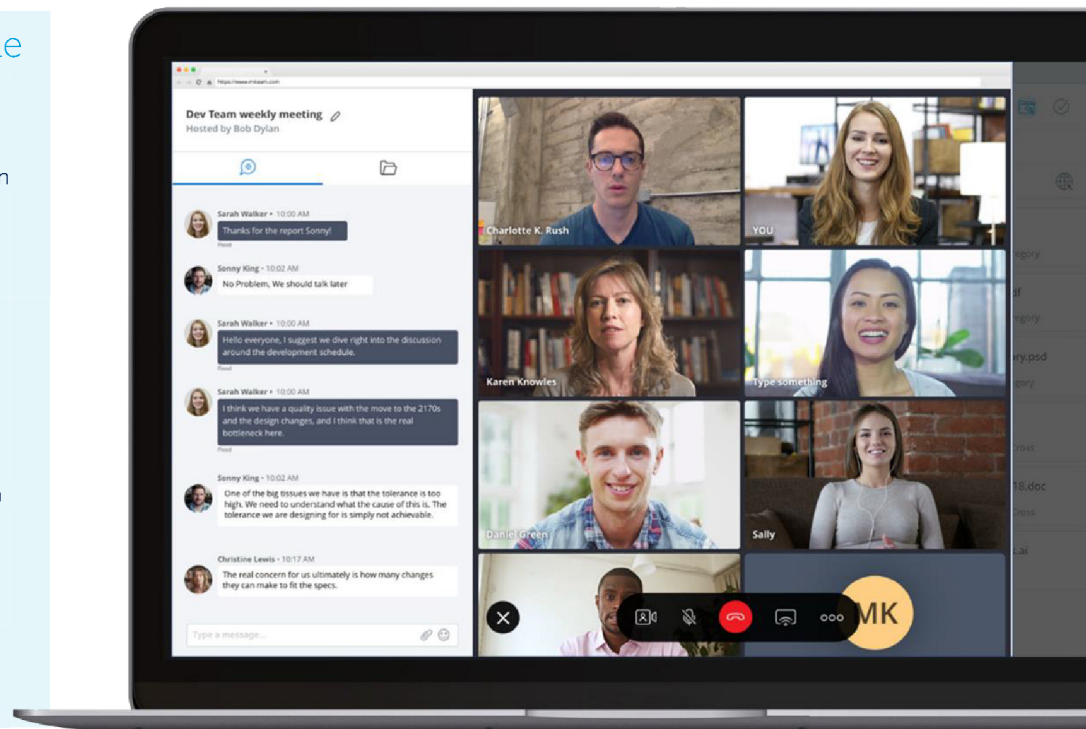 Dev Team weekly meeting
Hosted by Bob Dylan
Sarah Walker • 10:00 AM
Thanks for the report Sonny!
Read
Sonny King • 10:02 AM
No Problem, We should talk later
Sarah Walker • 10:00 AM
Hello everyone, I suggest we dive right into the discussion
around the development schedule.
Read
Sarah Walker • 10:00 AM
I think we have a quality issue with the move to the 2170s
and the design changes, and I think that is the real
bottleneck here.
Read
Sonny King • 10:02 AM
One of the big tissues we have is that the tolerance is too
high. We need to understand what the cause of this is. The
tolerance we are designing for is simply not achievable.
Christine Lewis • 10:17 AM
The real concern for us ultimately is how many changes
they can make to fit the specs.
Type a message...
Charlotte K. Rush
YOU
Karen Knowles
Type something
Daniel Green
Sally
MK
egory
df
egory
ary.psd
egory
Cross
18.doc
Cross
s.ai